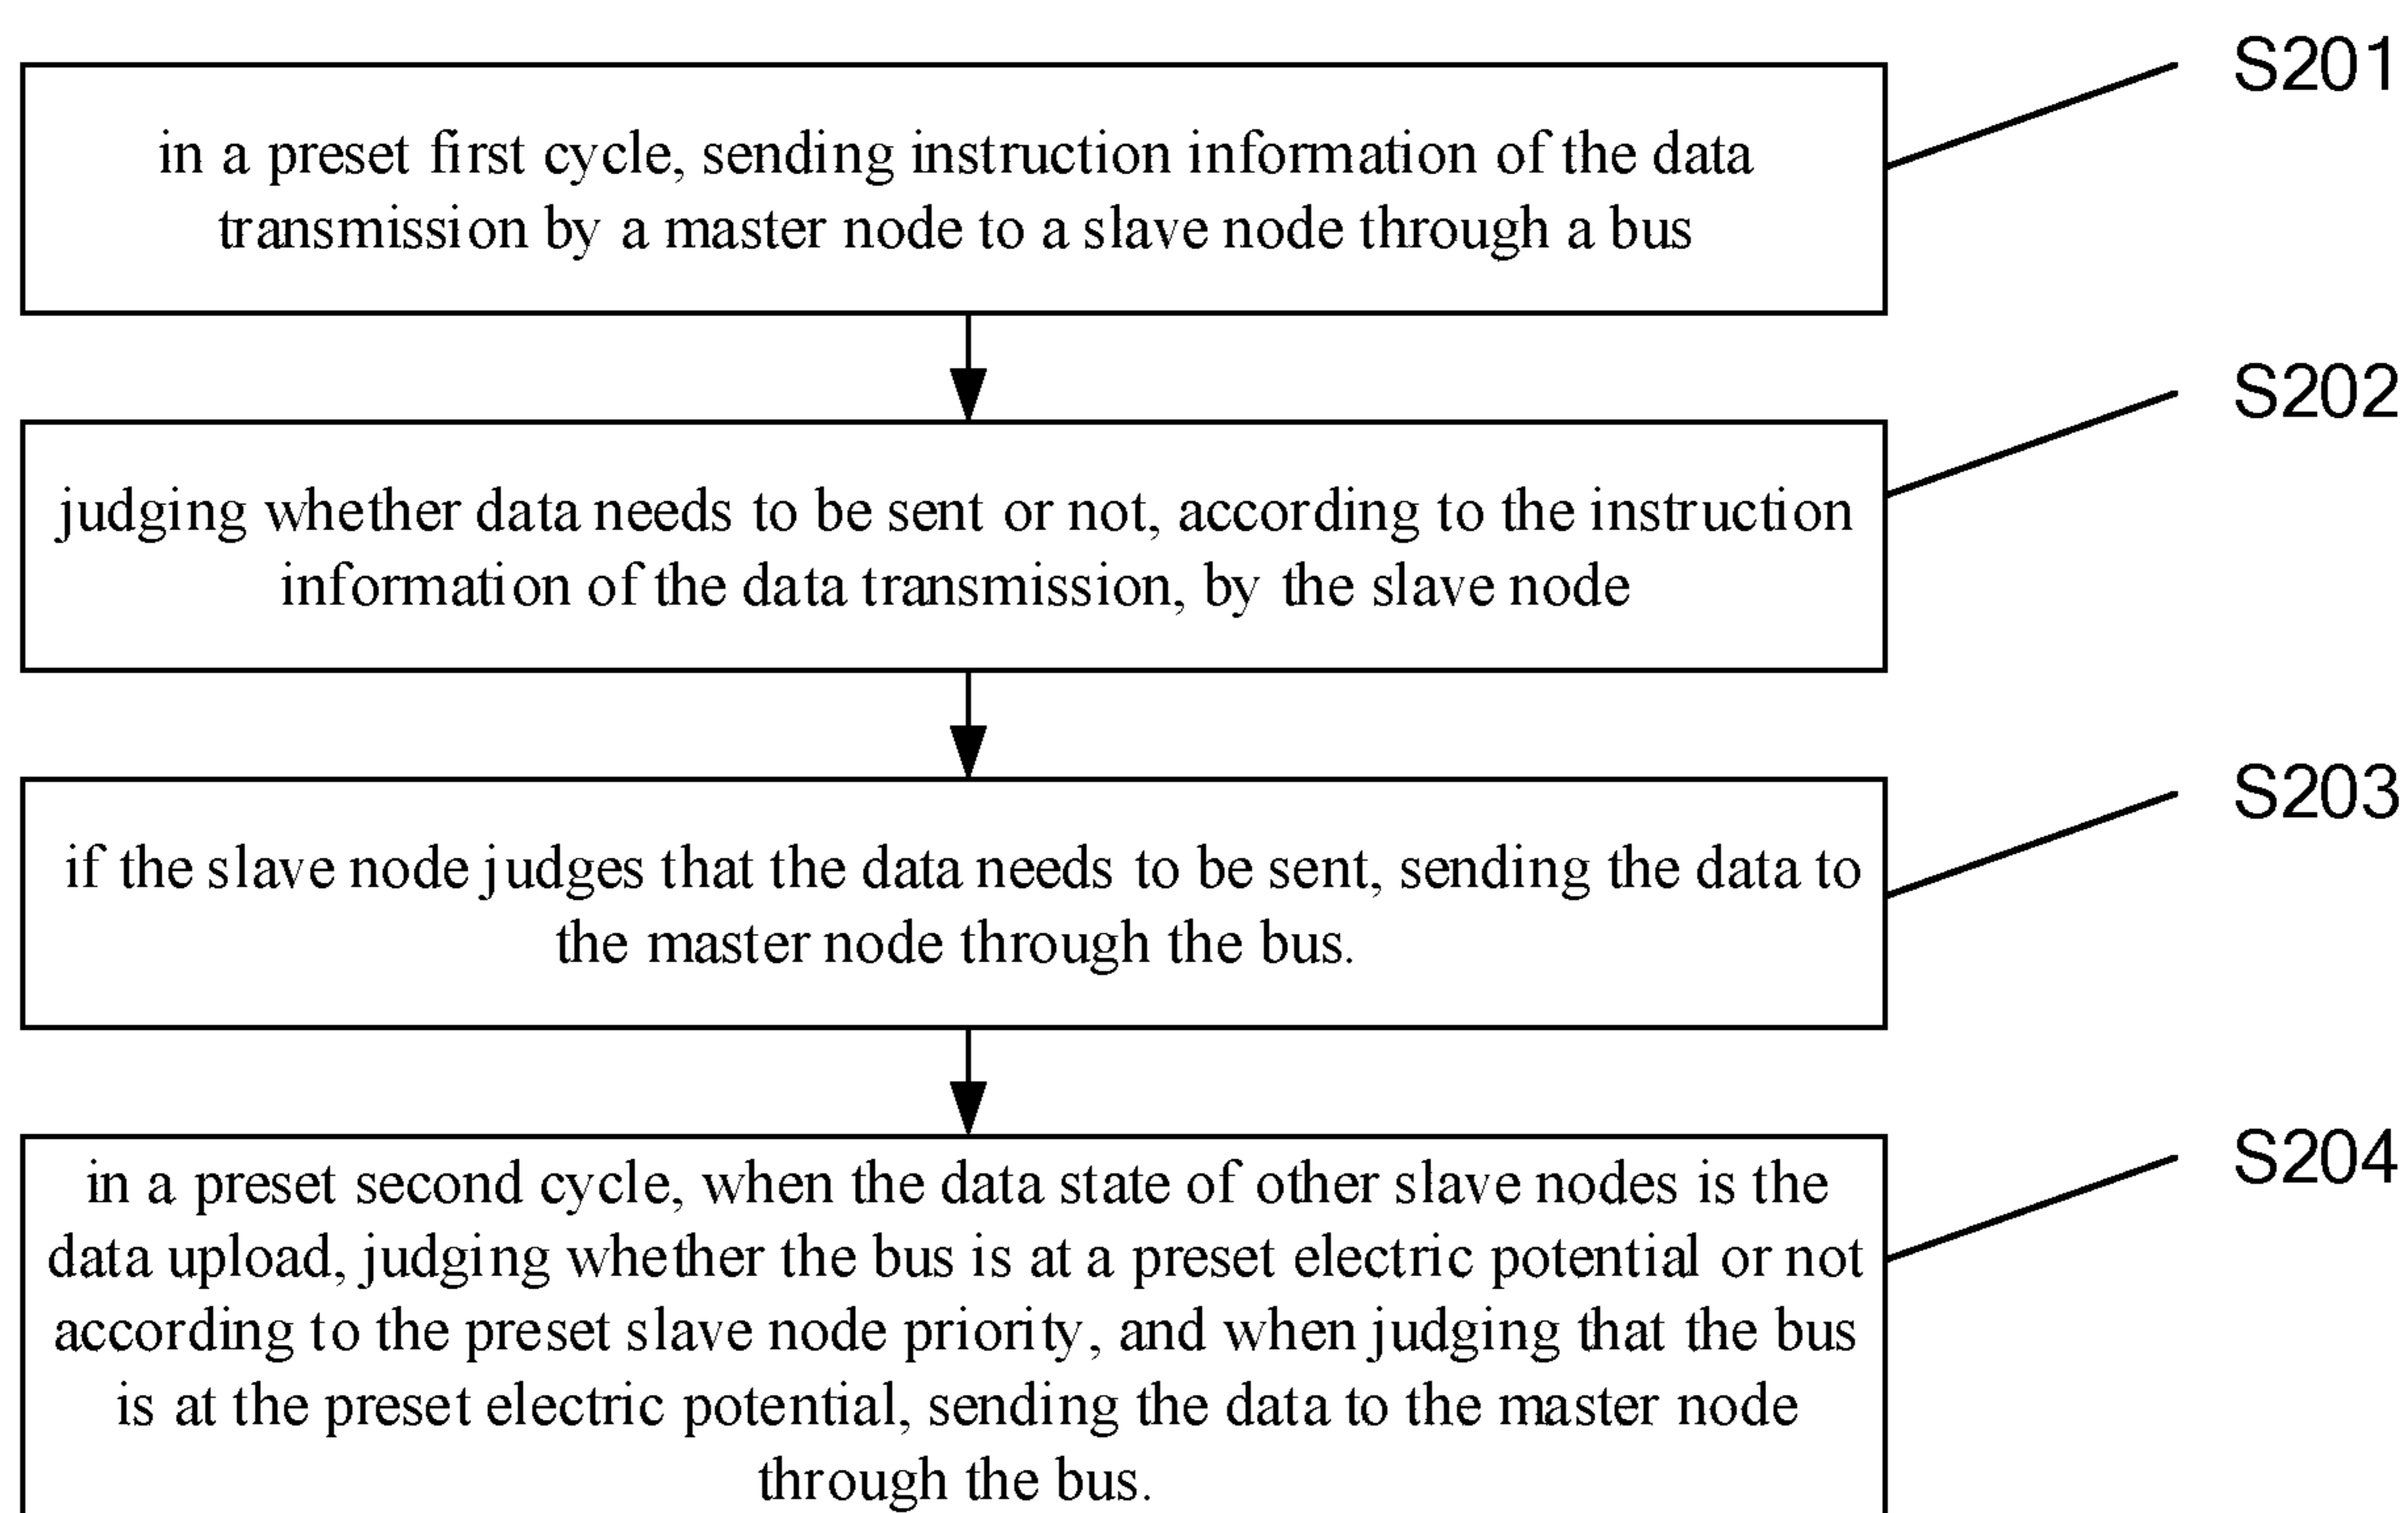 S201
in a preset first cycle, sending instruction information of the data
transmission by a master node to a slave node through a bus
S202
judging whether data needs to be sent or not, according to the instruction
information of the data transmission, by the slave node
S203
if the slave node judges that the data needs to be sent, sending the data to
the master node through the bus.
S204
in a preset second cycle, when the data state of other slave nodes is the
data upload, judging whether the bus is at a preset electric potential or not
according to the preset slave node priority, and when judging that the bus
is at the preset electric potential, sending the data to the master node
through the bus.